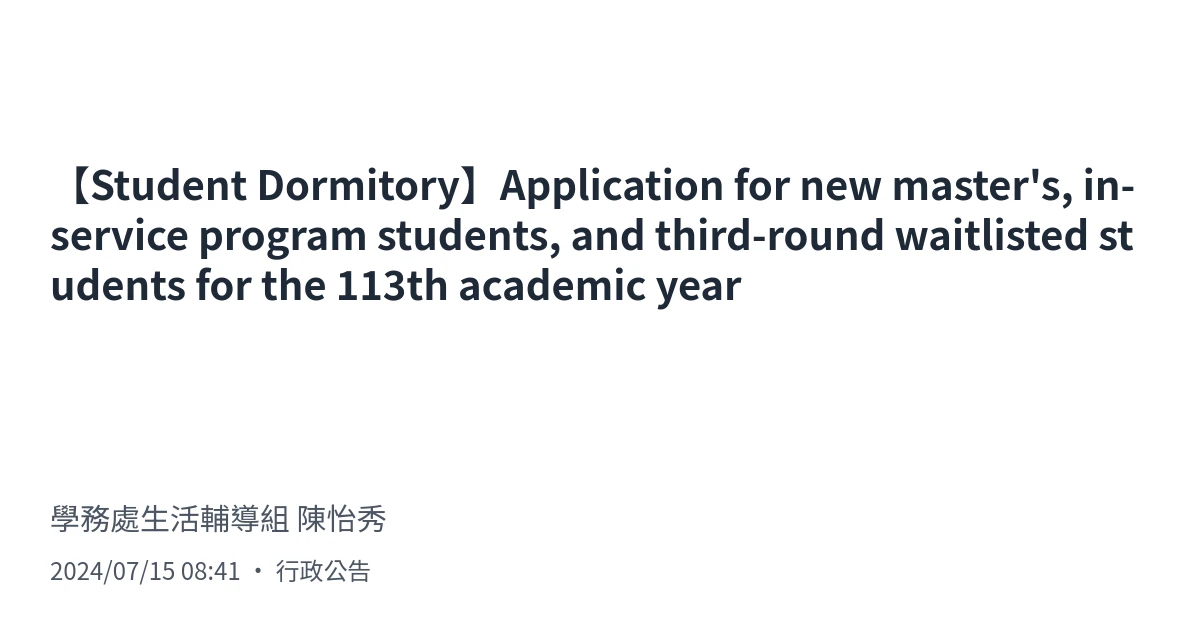 【Student Dormitory】Application for new master's, in-
service program students, and third-round waitlisted st
udents for the 113th academic year
學務處生活輔導組 陳怡秀
2024/07/15 08:41 ・ 行政公告